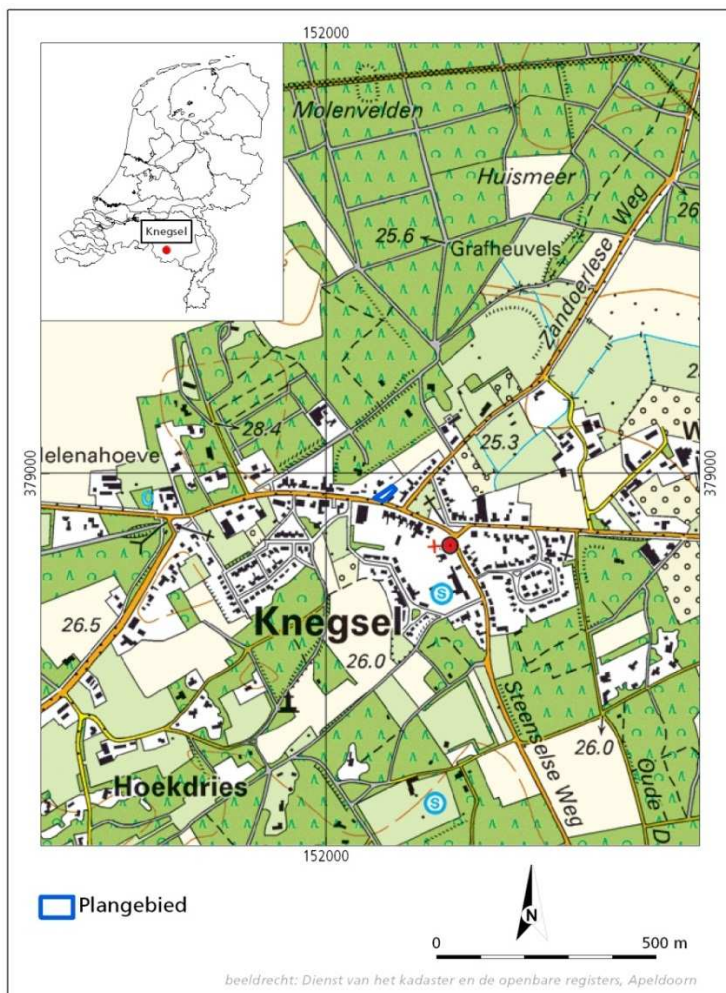 152000
Knegsel
Molenvelden
Huismeer
25.6
Grafheuvels
Zandoerlese Weg
26
28.4
25.3
elenahoeve
379000
379000
S
Knegsel
26.5
26.0
Steenselse Weg
26.0
Oude D
Hoekdries
S
152000
Plangebied
N
0 500 m
beeldrecht: Dienst van het kadaster en de openbare registers, Apeldoorn